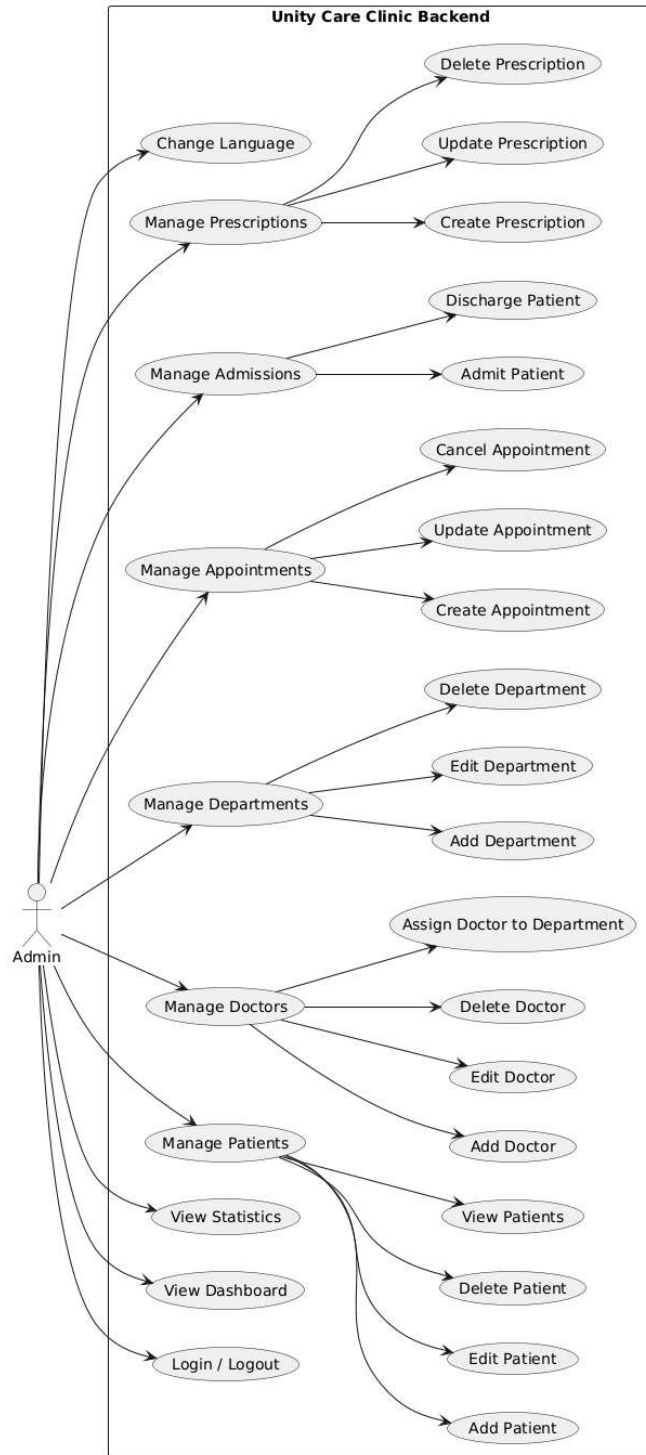 Unity Care Clinic Backend
Delete Prescription
Change Language
Update Prescription
Manage Prescriptions
Create Prescription
Discharge Patient
Manage Admissions
Admit Patient
Cancel Appointment
Update Appointment
Manage Appointments
Create Appointment
Delete Department
Edit Department
Manage Departments
Add Department
Assign Doctor to Department
Admin
Manage Doctors
Delete Doctor
Edit Doctor
Manage Patients
Add Doctor
View Statistics
View Patients
View Dashboard
Delete Patient
Login / Logout
Edit Patient
Add Patient